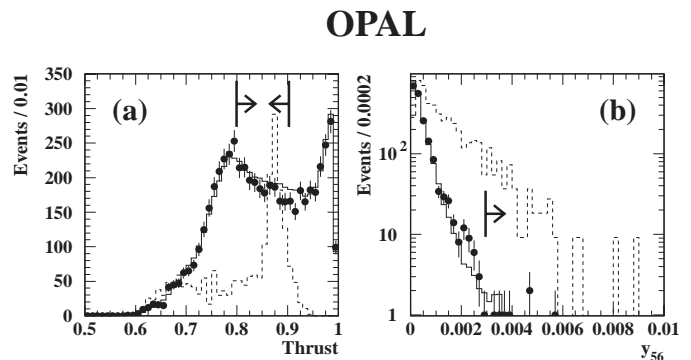 OPAL
Events / 0.01
350
300
250
200
150
100
50
0
(a)
0.5 0.6 0.7 0.8 0.9 1
Thrust
Events / 0.0002
10²
10
1
(b)
0 0.002 0.004 0.006 0.008 0.01
y₅₆